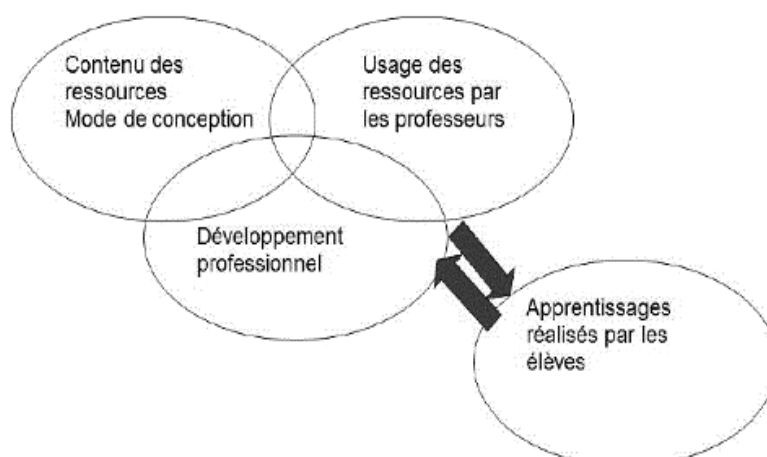 Contenu des
ressources
Mode de conception
Usage des
ressources par
les professeurs
Développement
professionnel
Apprentissages
réalisés par les
élèves